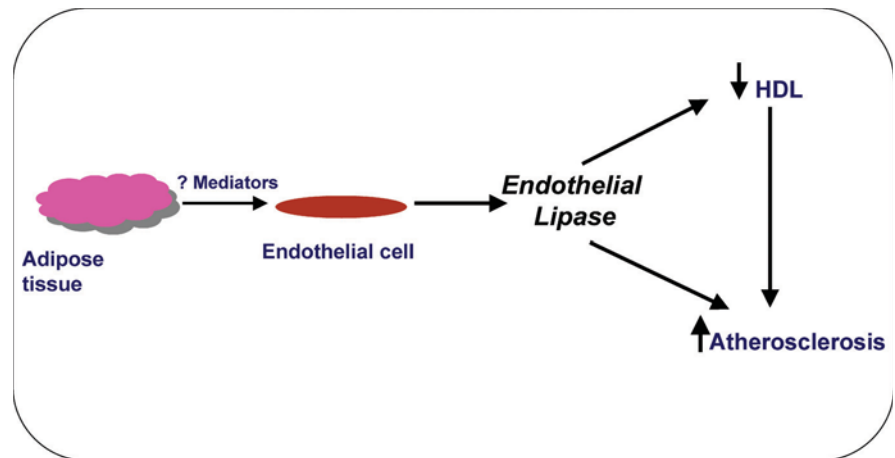 HDL
? Mediators
Endothelial
Lipase
Endothelial cell
Adipose
tissue
Atherosclerosis